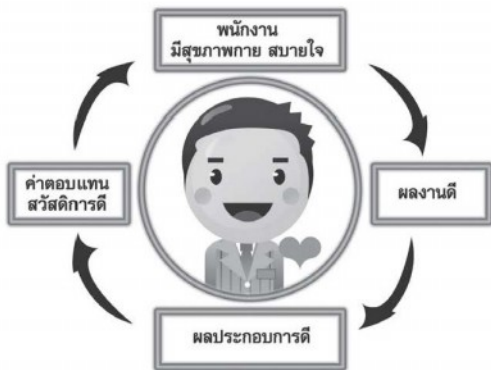 พนักงาน
มีสุขภาพกาย สบายใจ
ค่าตอบแทน
สวัสดิการดี
ผลงานดี
ผลประกอบการดี